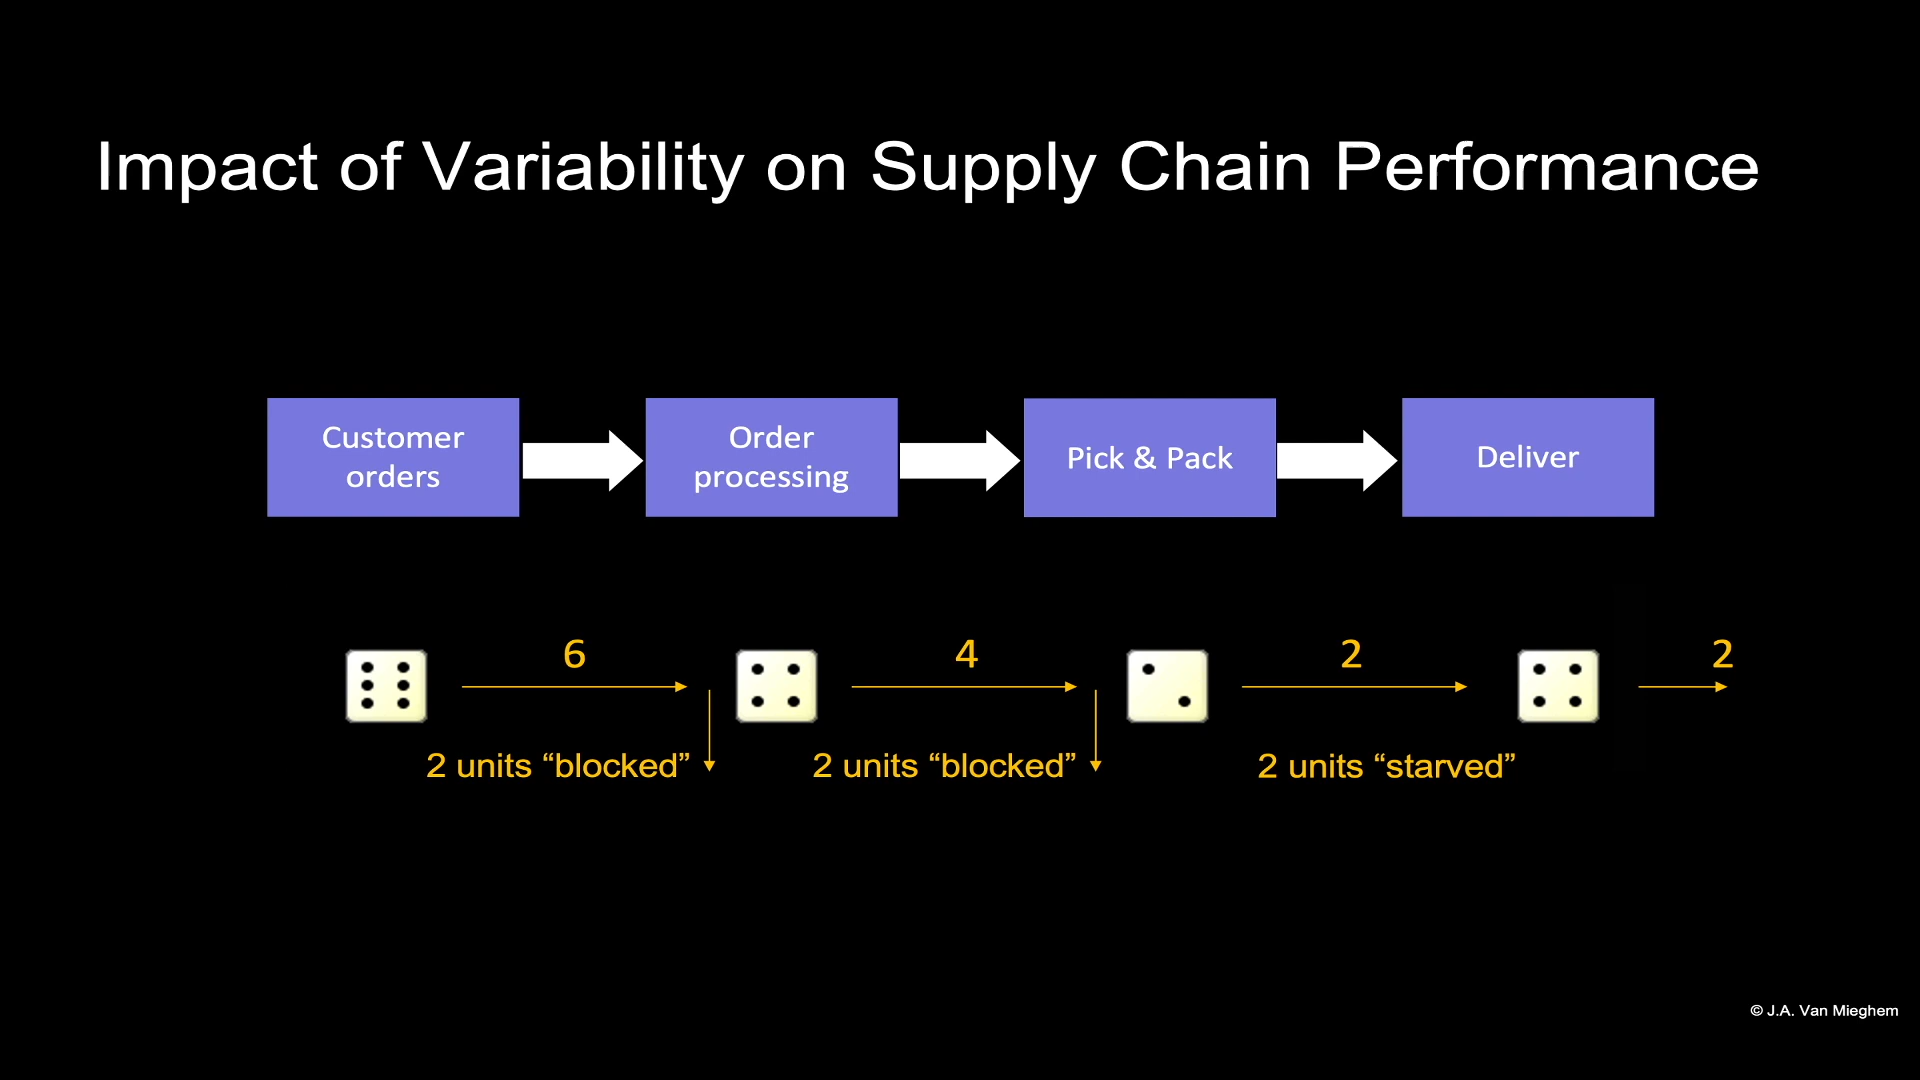 Impact of Variability on Supply Chain Performance
Customer
orders
Order
processing
Pick & Pack
Deliver
6
4
2
2
2 units “blocked”
2 units “blocked”
2 units “starved”
© J.A. Van Mieghem